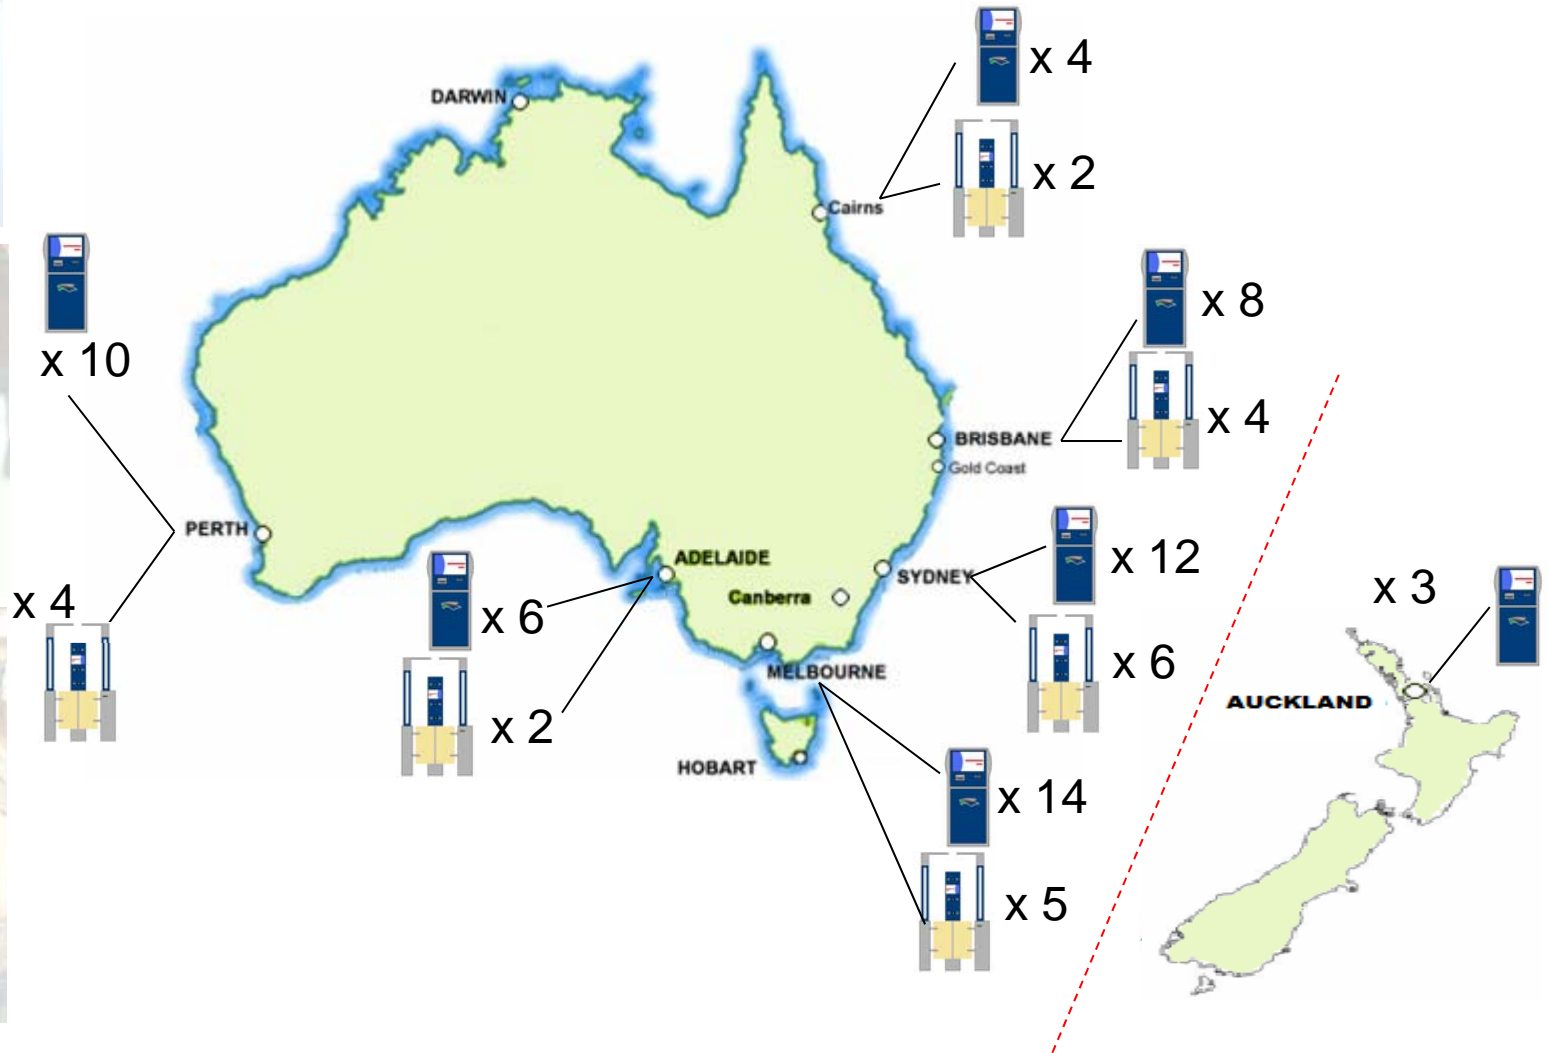 x 4
DARWIN
x 2
Cairns
x 8
x 10
x 4
BRISBANE
Gold Coast
PERTH
ADELAIDE
x 12
SYDNEY
x 3
Canberra
x 4
x 6
x 6
MELBOURNE
AUCKLAND
x 2
HOBART
x 14
x 5